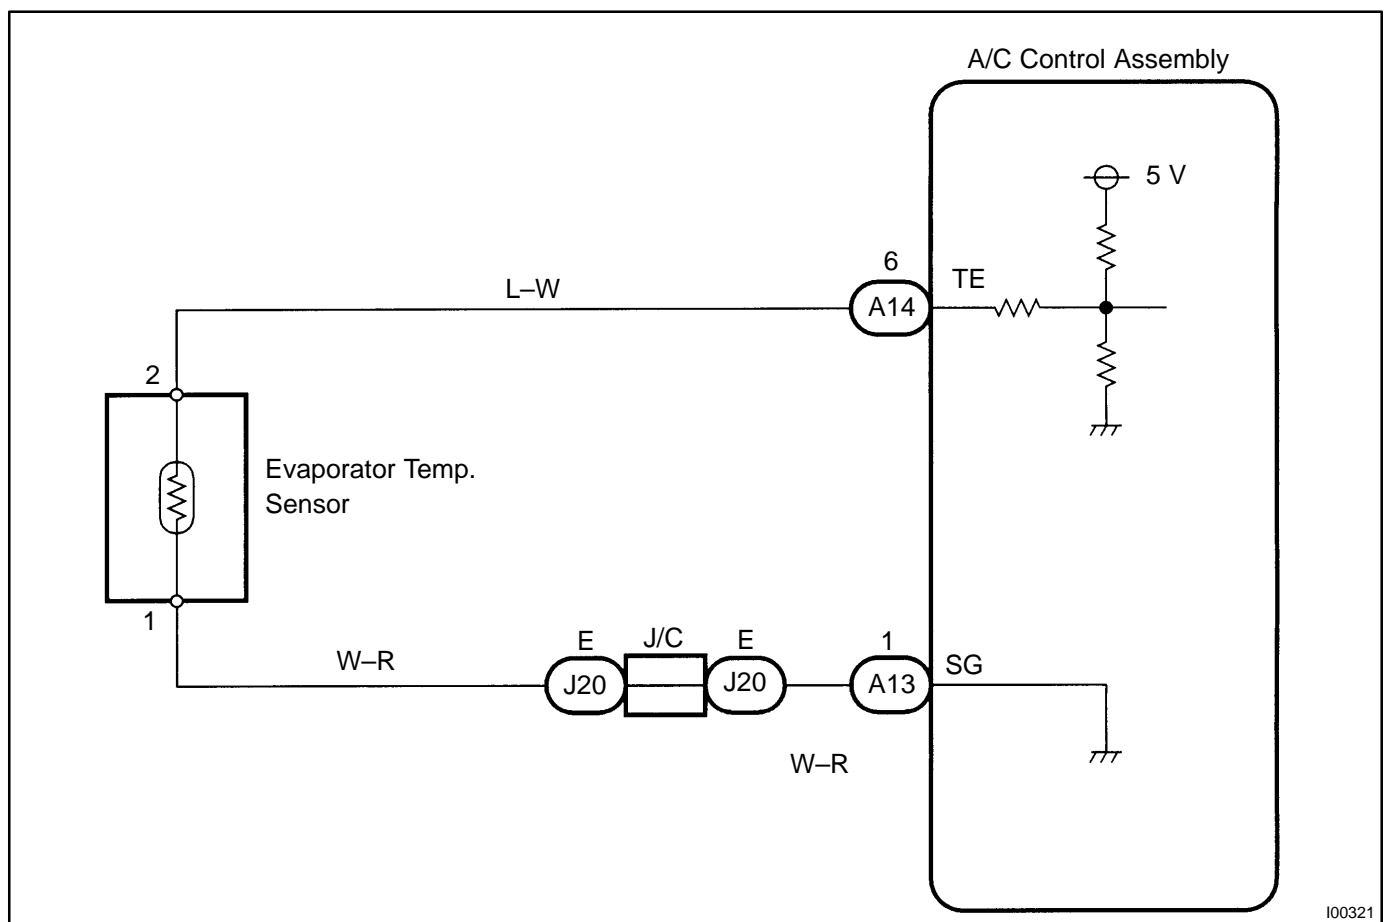 A/C Control Assembly
5 V
6
TE
L–W
A14
2
Evaporator Temp.
Sensor
1
E
J/C
E
1
W–R
J20
J20
A13
SG
W–R
I00321